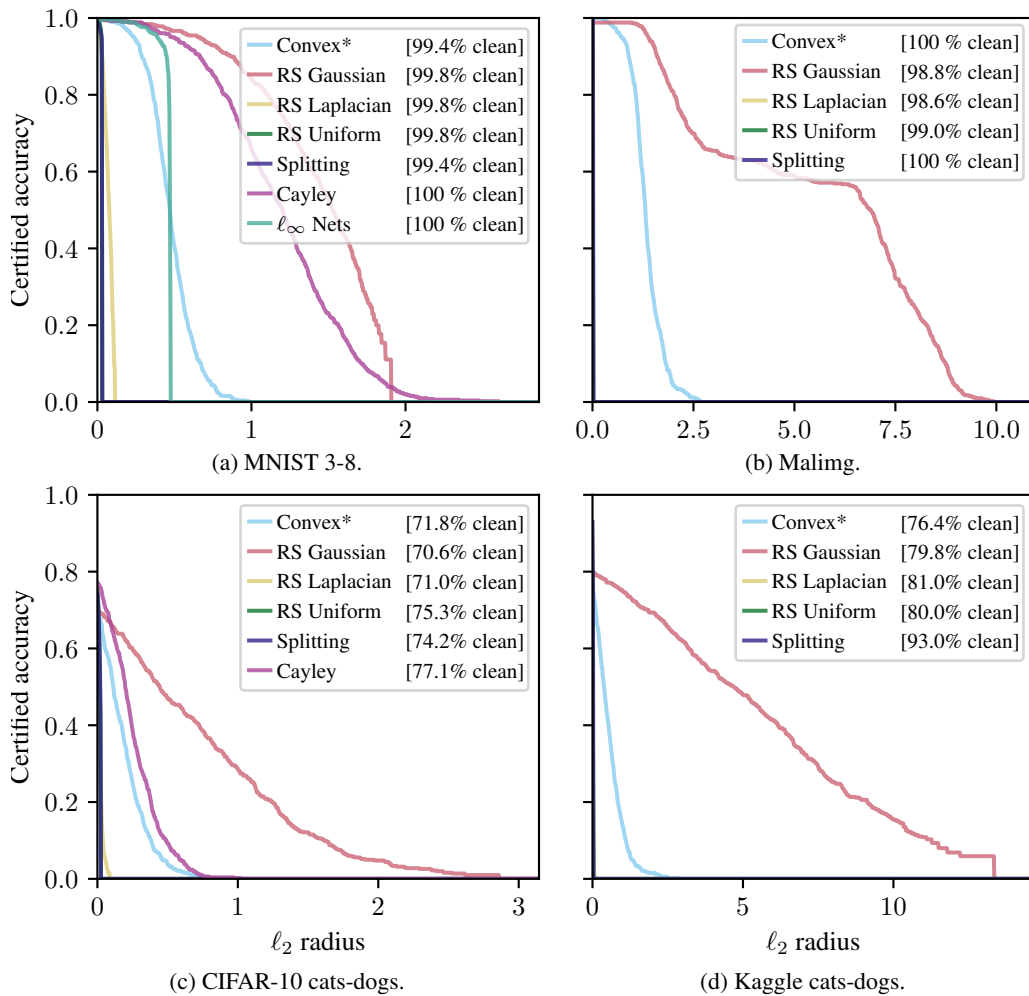 1.0
0.8
0.6
0.4
0.2
0.0
Certified accuracy
Convex* [99.4% clean]
RS Gaussian [99.8% clean]
RS Laplacian [99.8% clean]
RS Uniform [99.8% clean]
Splitting [99.4% clean]
Cayley [100 % clean]
ℓ∞ Nets [100 % clean]
0 1 2
(a) MNIST 3-8.
Convex* [100 % clean]
RS Gaussian [98.8% clean]
RS Laplacian [98.6% clean]
RS Uniform [99.0% clean]
Splitting [100 % clean]
0.0 2.5 5.0 7.5 10.0
(b) Malimg.
1.0
0.8
0.6
0.4
0.2
0.0
Certified accuracy
Convex* [71.8% clean]
RS Gaussian [70.6% clean]
RS Laplacian [71.0% clean]
RS Uniform [75.3% clean]
Splitting [74.2% clean]
Cayley [77.1% clean]
0 1 2 3
ℓ2 radius
(c) CIFAR-10 cats-dogs.
Convex* [76.4% clean]
RS Gaussian [79.8% clean]
RS Laplacian [81.0% clean]
RS Uniform [80.0% clean]
Splitting [93.0% clean]
0 5 10
ℓ2 radius
(d) Kaggle cats-dogs.